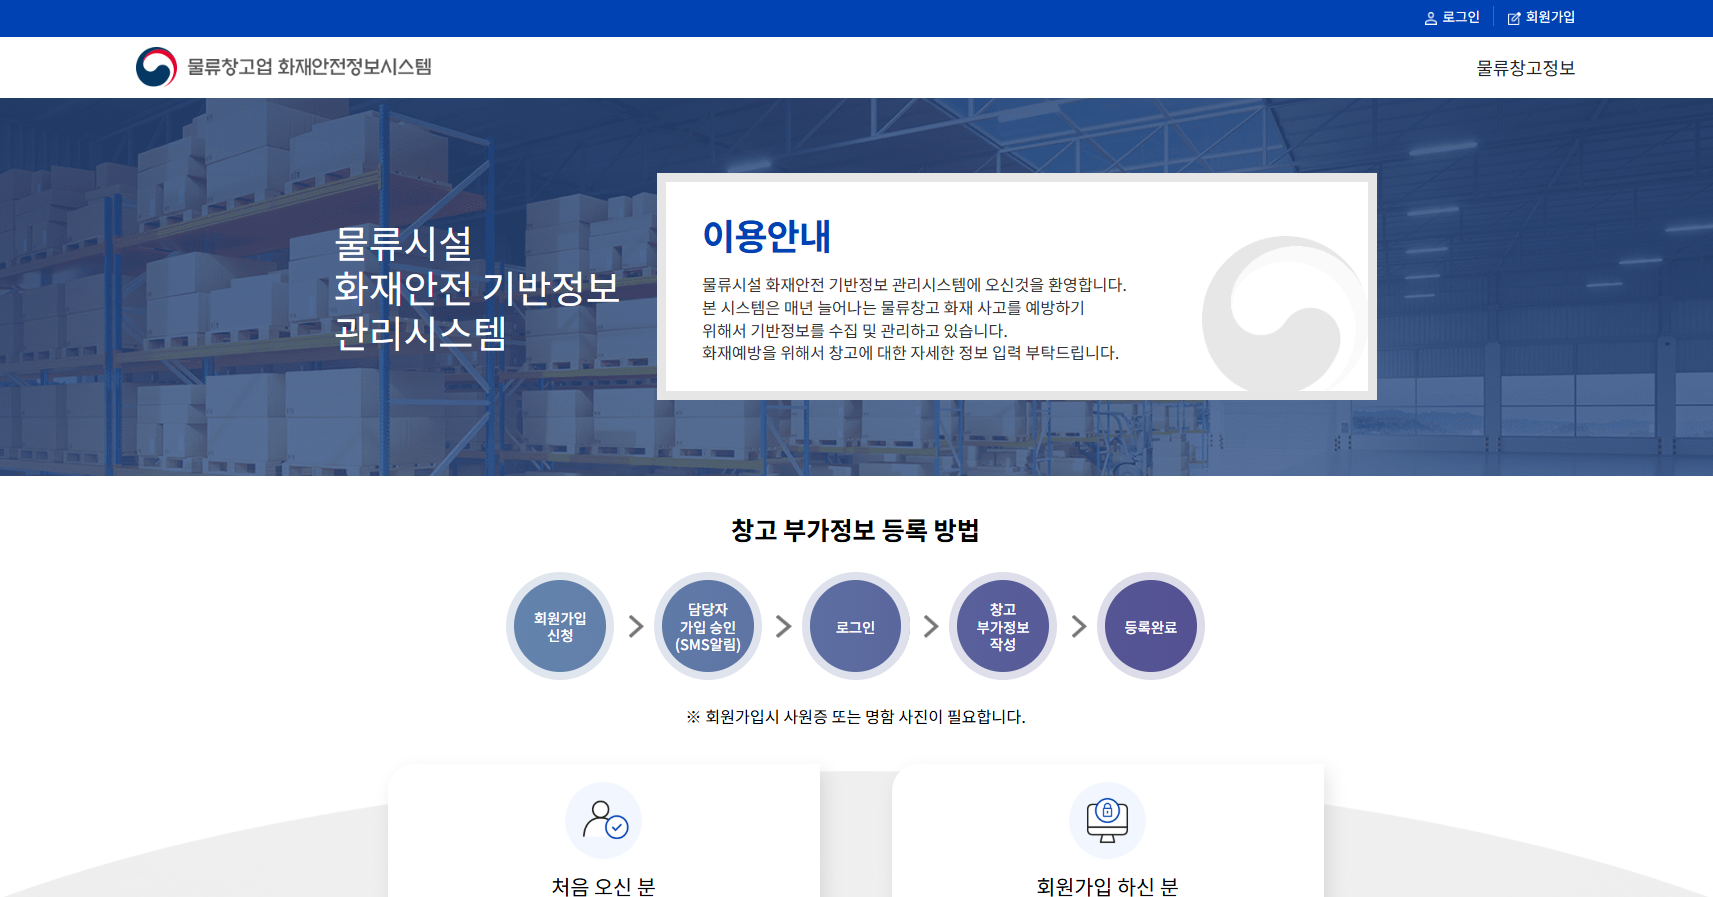 로그인
회원가입
물류창고업 화재안전정보시스템
물류창고정보
물류시설
화재안전 기반정보
관리시스템
이용안내
물류시설 화재안전 기반정보 관리시스템에 오신것을 환영합니다.
본 시스템은 매년 늘어나는 물류창고 화재 사고를 예방하기
위해서 기반정보를 수집 및 관리하고 있습니다.
화재예방을 위해서 창고에 대한 자세한 정보 입력 부탁드립니다.
창고 부가정보 등록 방법
회원가입
신청
담당자
가입 승인
(SMS알림)
로그인
창고
부가정보
작성
등록완료
※ 회원가입시 사원증 또는 명함 사진이 필요합니다.
처음 오신 분
회원가입 하신 분